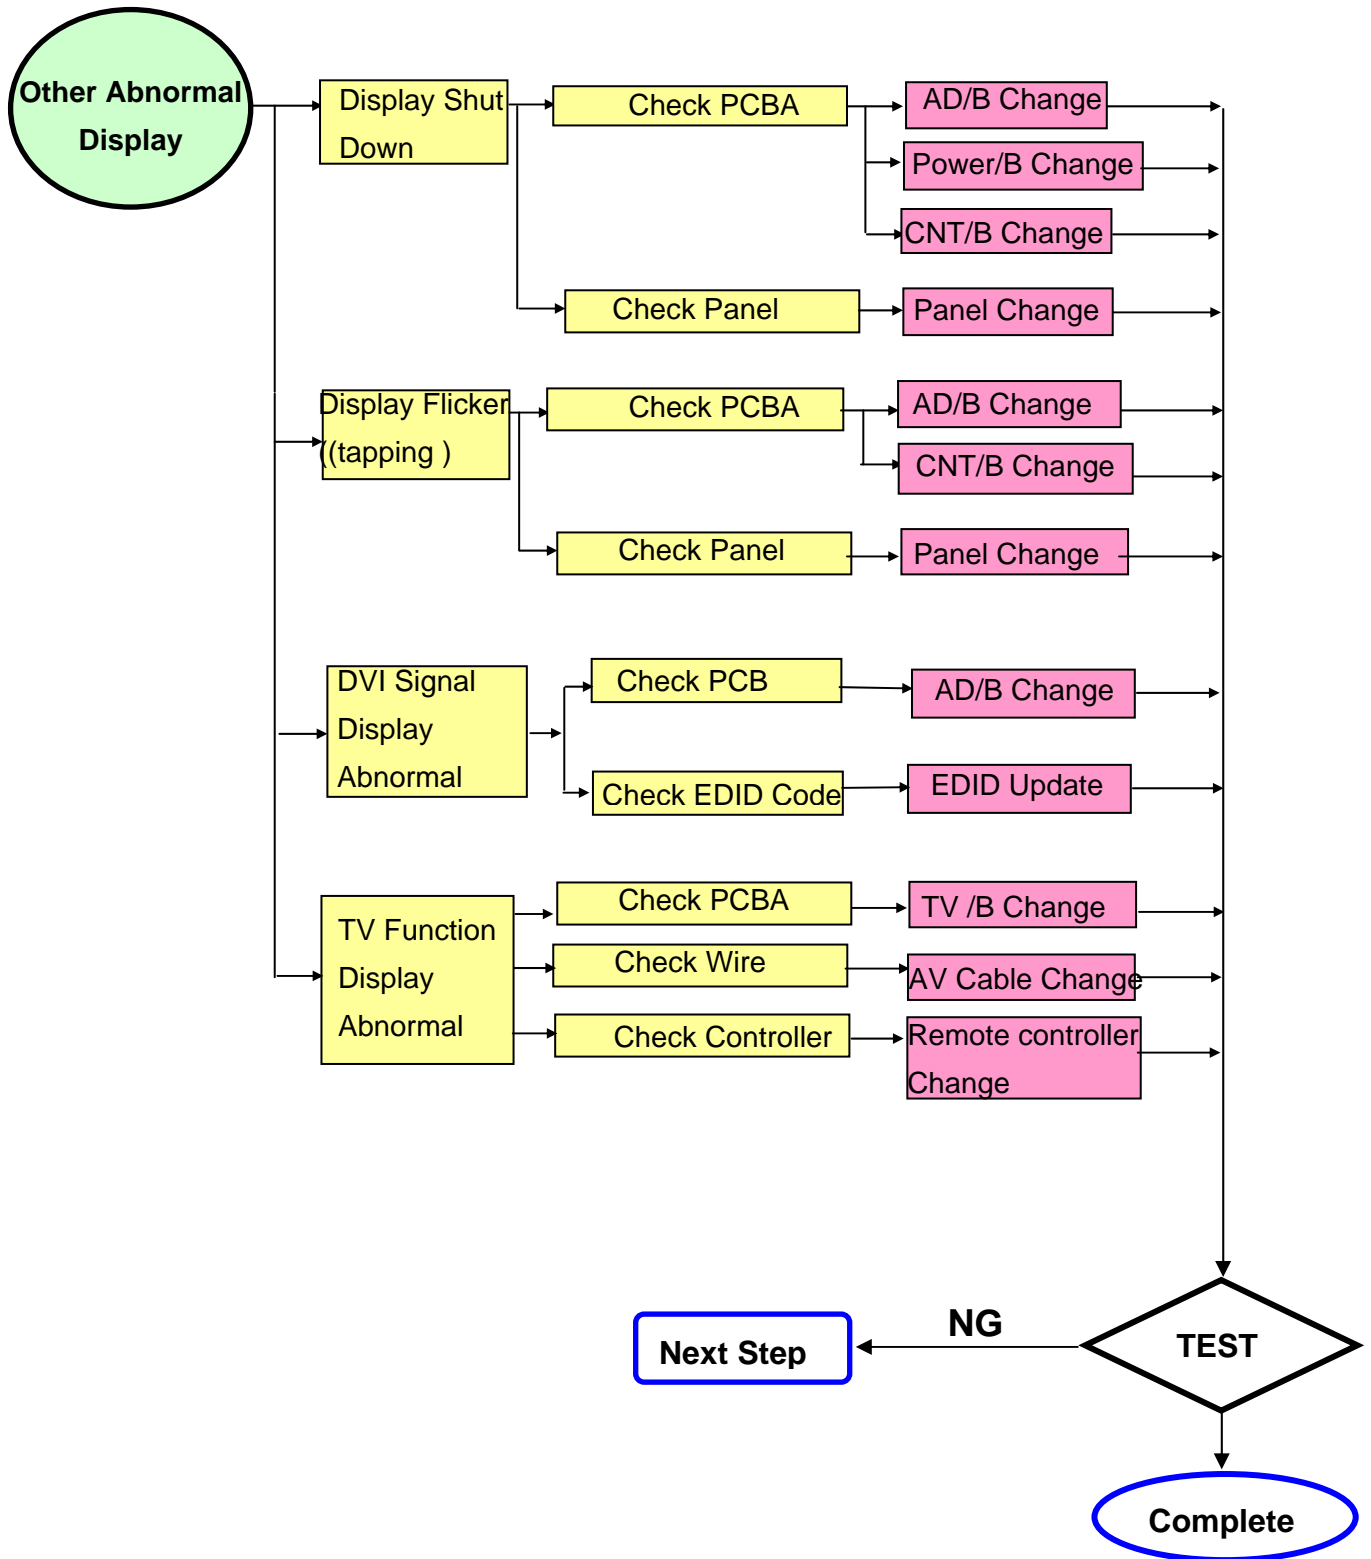 Other Abnormal
Display
Display Shut
Down
Check PCBA
AD/B Change
Power/B Change
CNT/B Change
Check Panel
Panel Change
Display Flicker
((tapping )
Check PCBA
AD/B Change
CNT/B Change
Check Panel
Panel Change
DVI Signal
Display
Abnormal
Check PCB
AD/B Change
Check EDID Code
EDID Update
TV Function
Display
Abnormal
Check PCBA
TV /B Change
Check Wire
AV Cable Change
Check Controller
Remote controller
Change
TEST
NG
Next Step
Complete